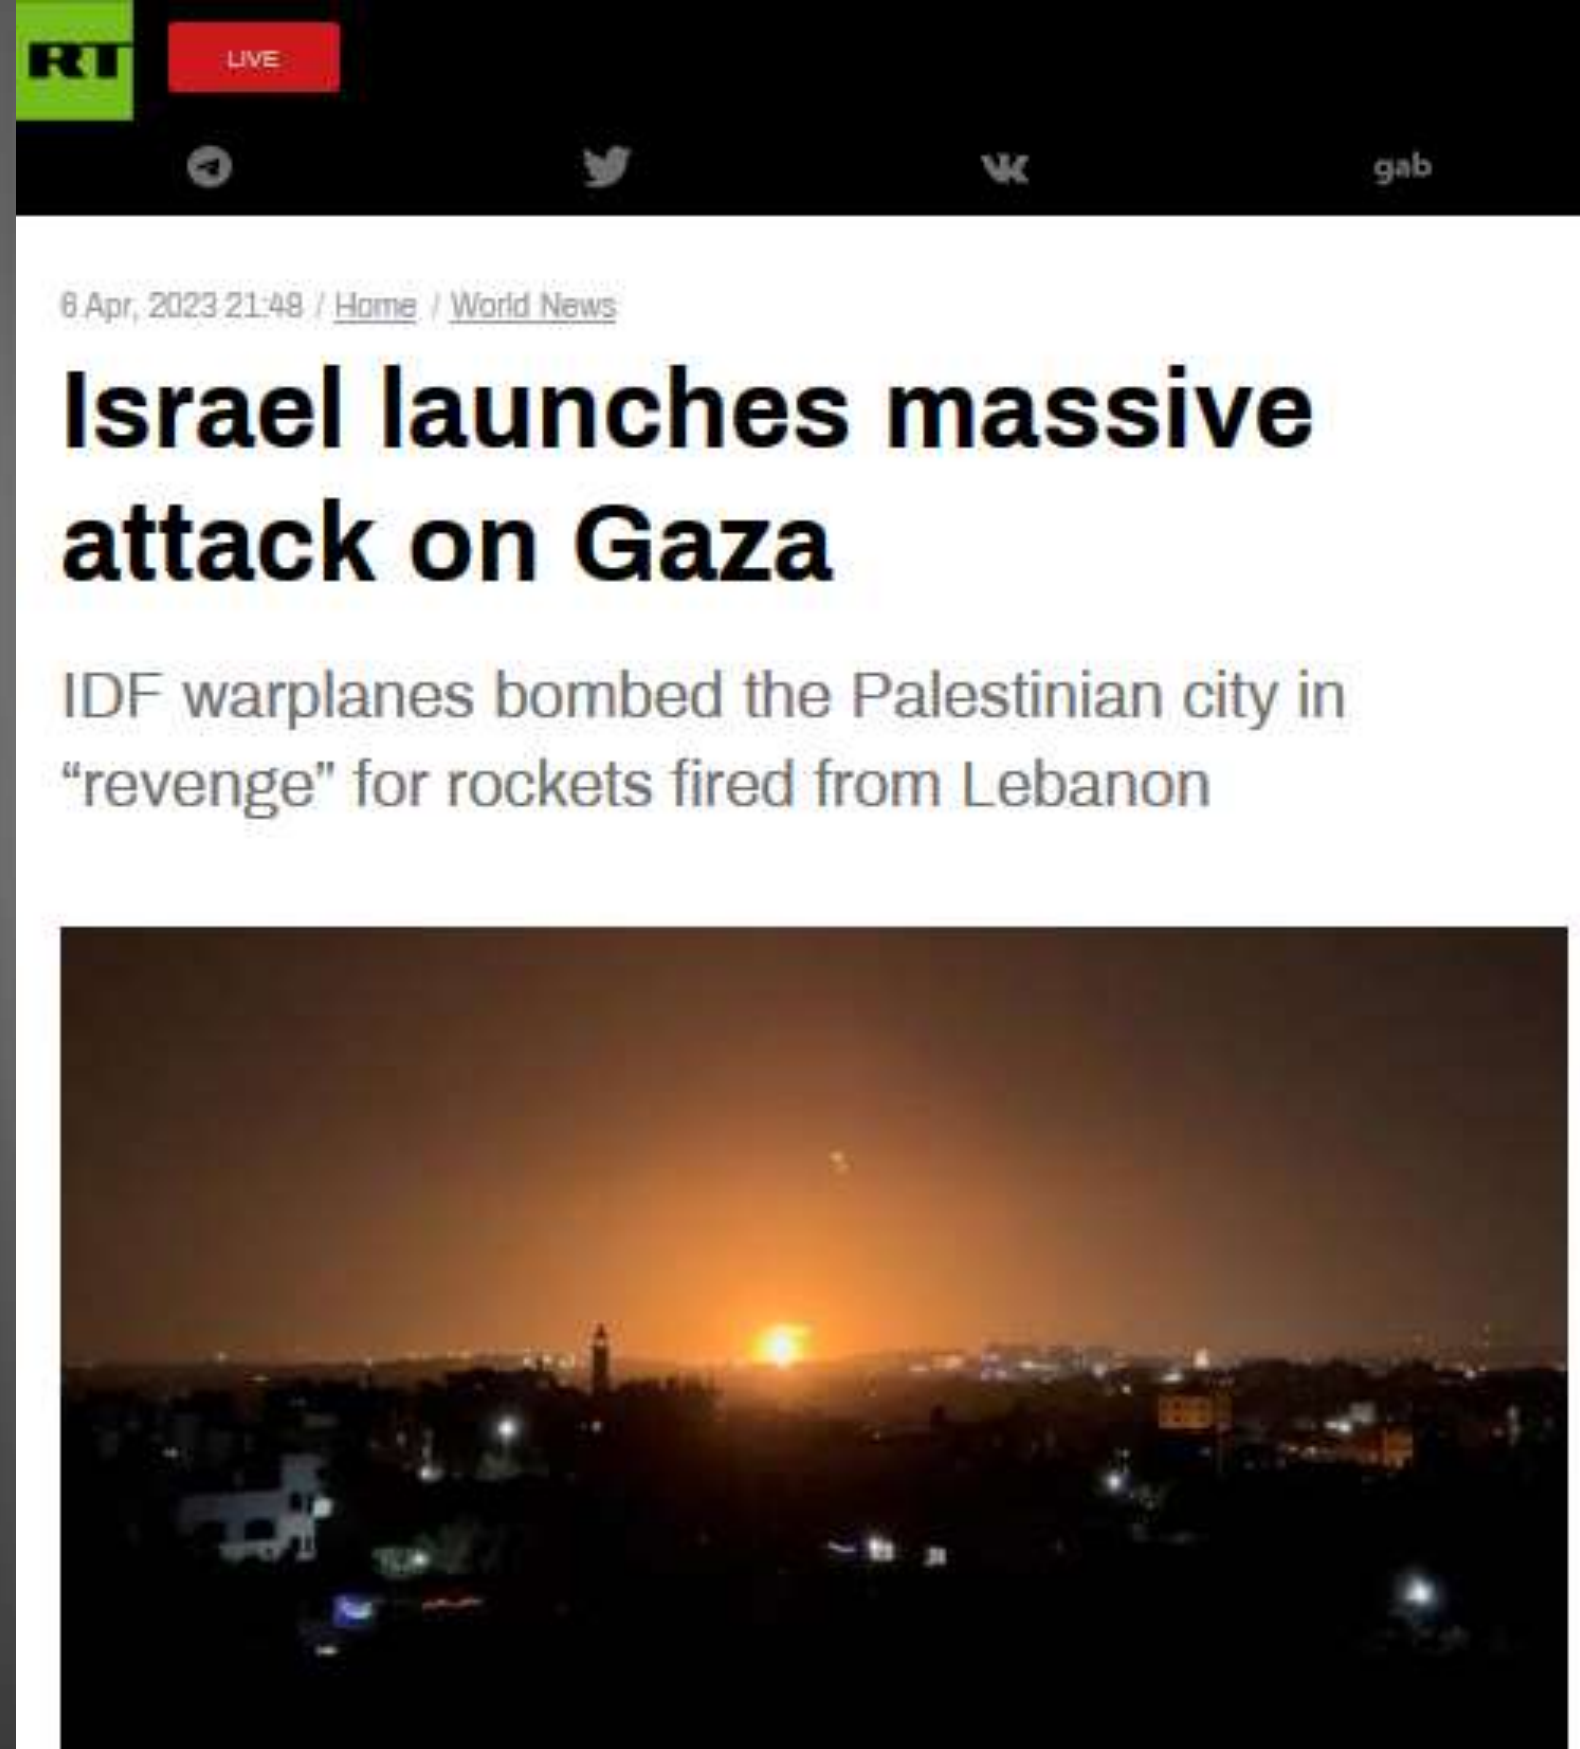 RT
LIVE
gab
6 Apr, 2023 21:48 / Home / World News
Israel launches massive
attack on Gaza
IDF warplanes bombed the Palestinian city in
“revenge” for rockets fired from Lebanon